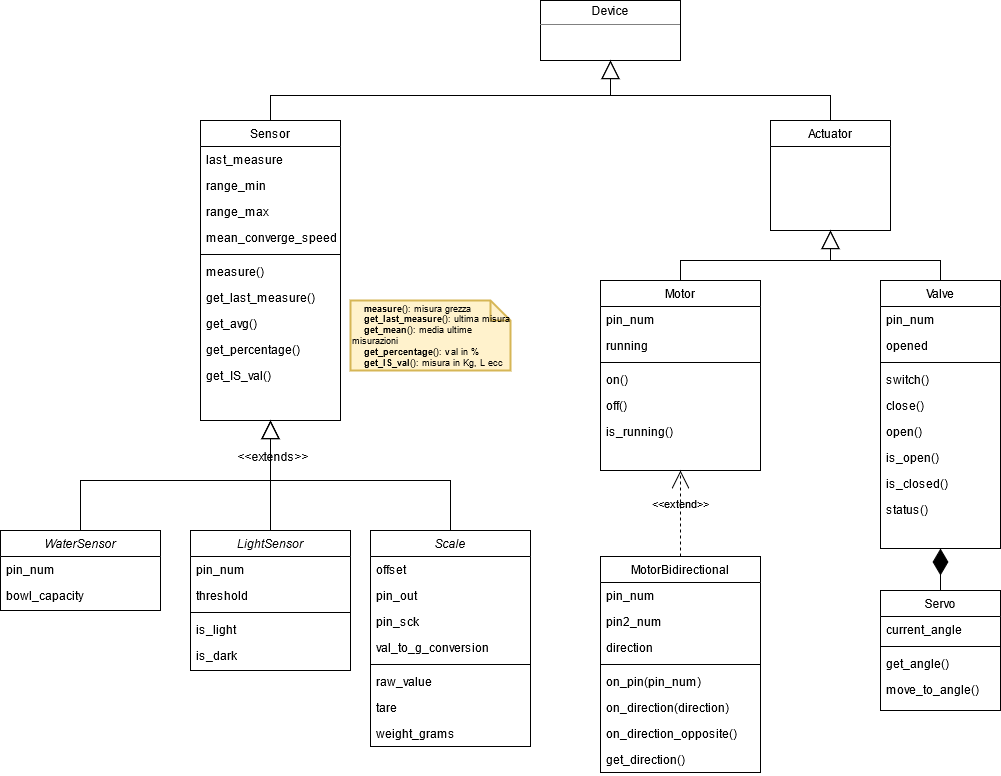 Device
Sensor
last_measure
range_min
range_max
mean_converge_speed
measure()
get_last_measure()
get_avg()
get_percentage()
get_IS_val()
measure(): misura grezza
get_last_measure(): ultima misura
get_mean(): media ultime
misurazioni
get_percentage(): val in %
get_IS_val(): misura in Kg, L ecc
Actuator
Motor
pin_num
running
on()
off()
is_running()
Valve
pin_num
opened
switch()
close()
open()
is_open()
is_closed()
status()
<<extends>>
<<extend>>
WaterSensor
pin_num
bowl_capacity
LightSensor
pin_num
threshold
is_light
is_dark
Scale
offset
pin_out
pin_sck
val_to_g_conversion
raw_value
tare
weight_grams
MotorBidirectional
pin_num
pin2_num
direction
on_pin(pin_num)
on_direction(direction)
on_direction_opposite()
get_direction()
Servo
current_angle
get_angle()
move_to_angle()